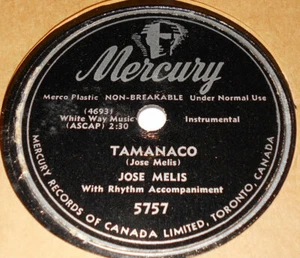 Mercury
Merco Plastic NON-BREAKABLE Under Normal Use
(4693)
White Way Music Instrumental
(ASCAP) 2:30
TAMANACO
(Jose Melis)
JOSE MELIS
With Rhythm Accompaniment
5757
MERCURY RECORDS OF CANADA LIMITED, TORONTO, CANADA